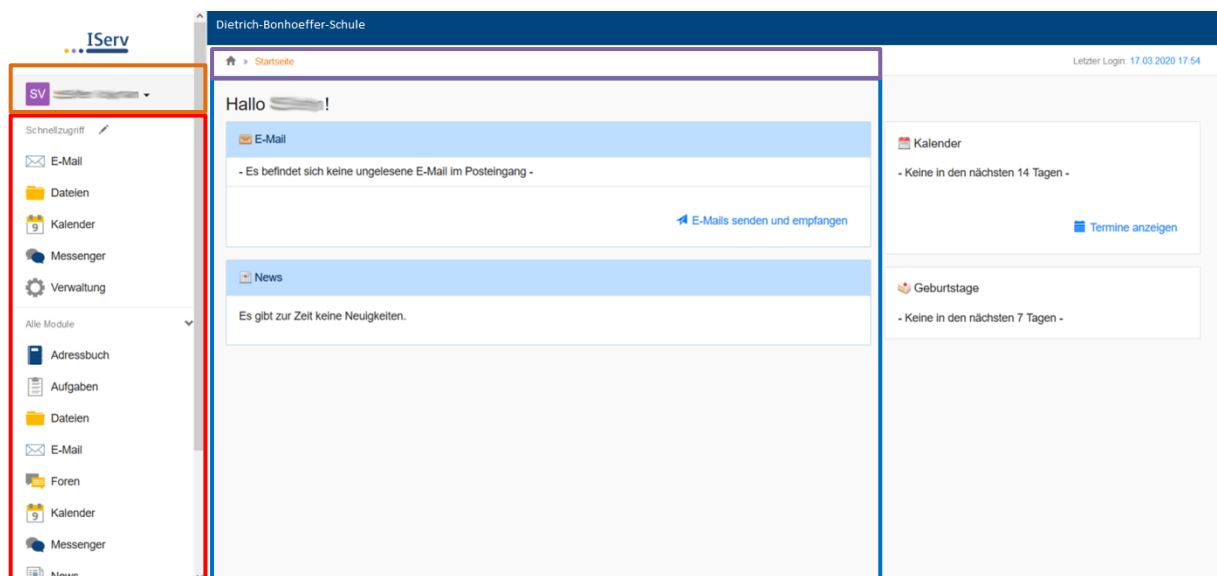 IServ
Dietrich-Bonhoeffer-Schule
» Startseite
Letzter Login: 17.03.2020 17:54
SV
Schnellzugriff
E-Mail
Dateien
9 Kalender
Messenger
Verwaltung
Alle Module
Adressbuch
Aufgaben
Dateien
E-Mail
Foren
9 Kalender
Messenger
News
Hallo !
E-Mail
- Es befindet sich keine ungelesene E-Mail im Posteingang -
E-Mails senden und empfangen
News
Es gibt zur Zeit keine Neuigkeiten.
Kalender
- Keine in den nächsten 14 Tagen -
Termine anzeigen
Geburtstage
- Keine in den nächsten 7 Tagen -